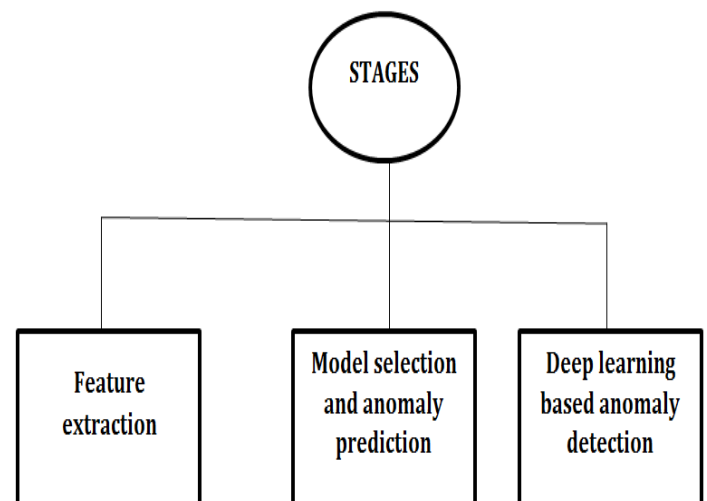 STAGES
Feature
extraction
Model selection
and anomaly
prediction
Deep learning
based anomaly
detection